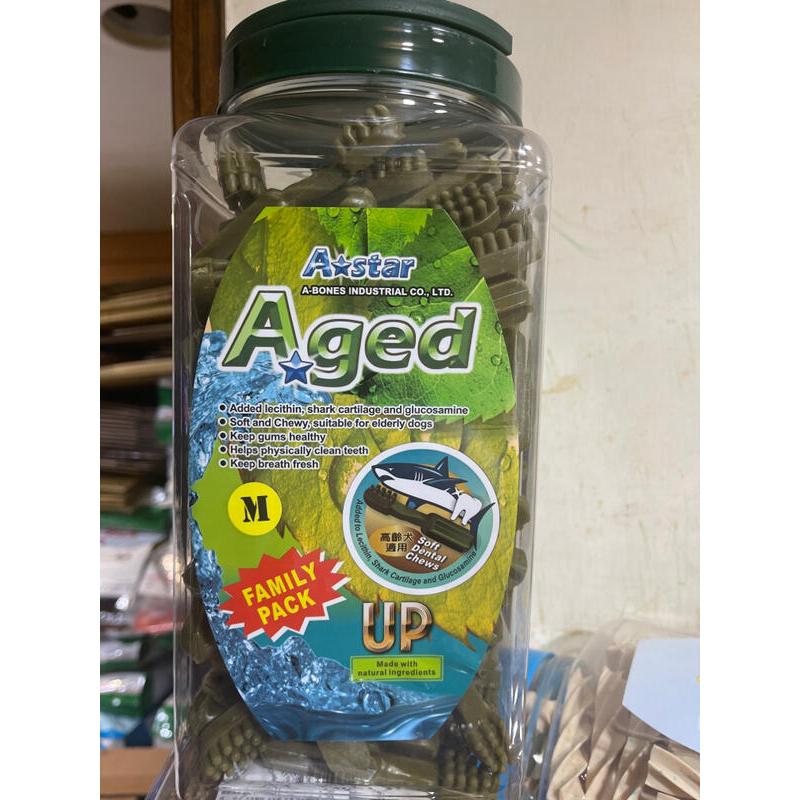 A★star
A-BONES INDUSTRIAL CO., LTD.
A★ged
• Added lecithin, shark cartilage and glucosamine
• Soft and Chewy, suitable for elderly dogs
• Keep gums healthy
• Helps physically clean teeth
• Keep breath fresh
M
高齡犬
適用
Soft
Dental
Chews
Added to Lecithin, Shark Cartilage and Glucosamine
FAMILY
PACK
UP
Made with
natural ingredients